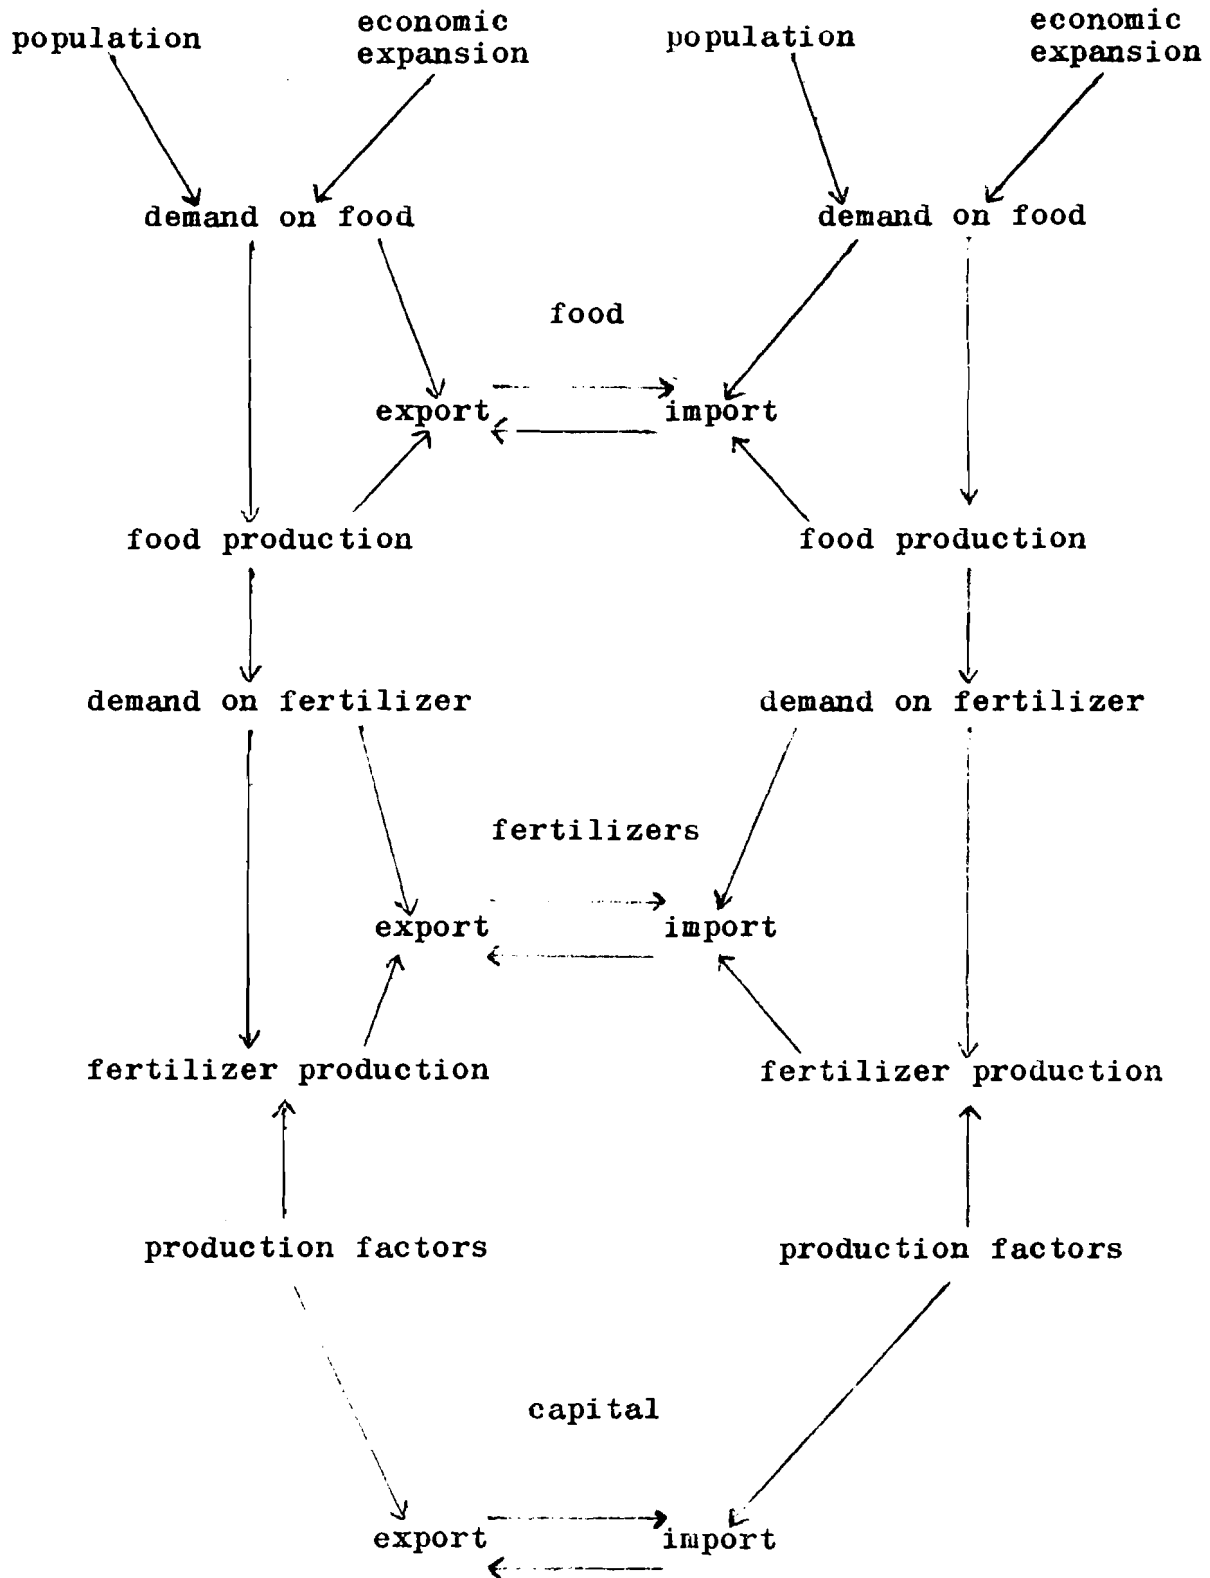 population
economic
expansion
population
economic
expansion
demand on food
demand on food
food
export
import
food production
food production
demand on fertilizer
demand on fertilizer
fertilizers
export
import
fertilizer production
fertilizer production
production factors
production factors
capital
export
import